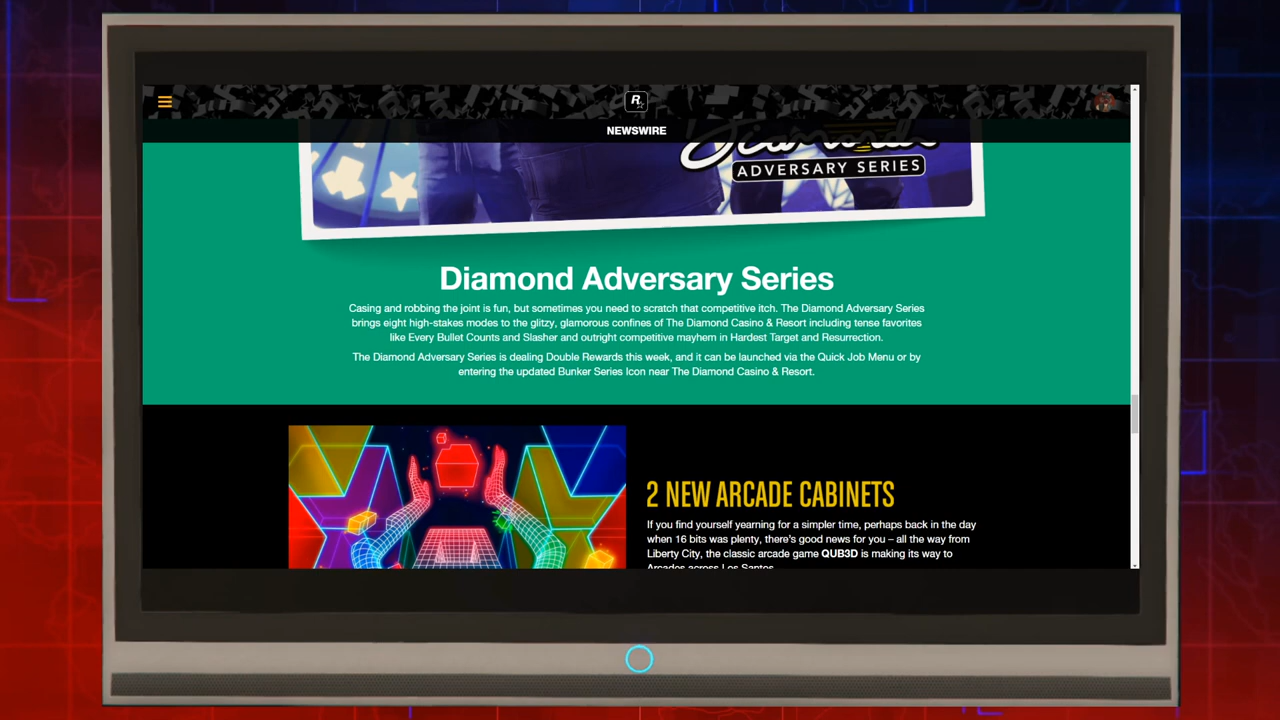 R
NEWSWIRE
Diamond
ADVERSARY SERIES
Diamond Adversary Series
Casing and robbing the joint is fun, but sometimes you need to scratch that competitive itch. The Diamond Adversary Series
brings eight high-stakes modes to the glitzy, glamorous confines of The Diamond Casino & Resort including tense favorites
like Every Bullet Counts and Slasher and outright competitive mayhem in Hardest Target and Resurrection.
The Diamond Adversary Series is dealing Double Rewards this week, and it can be launched via the Quick Job Menu or by
entering the updated Bunker Series Icon near The Diamond Casino & Resort.
2 NEW ARCADE CABINETS
If you find yourself yearning for a simpler time, perhaps back in the day
when 16 bits was plenty, there's good news for you – all the way from
Liberty City, the classic arcade game QUB3D is making its way to
Arcades across Los Santos